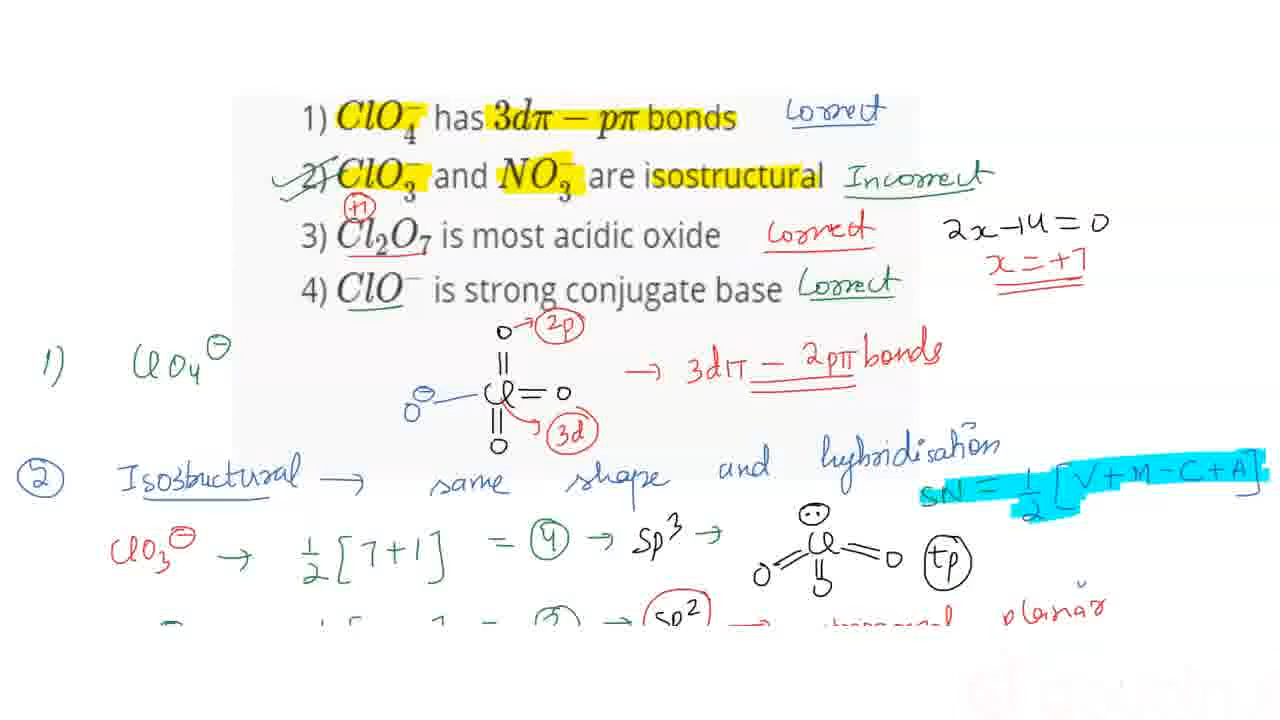 1) ClO₄⁻ has 3dπ − pπ bonds Correct
2) ClO₃⁻ and NO₃⁻ are isostructural Incorrect
+7
3) Cl₂O₇ is most acidic oxide Correct 2x-14=0
x=+7
4) ClO⁻ is strong conjugate base Correct
1) ClO₄⊖ O→2p
O⊖—Cl=O → 3dπ − 2pπ bonds
3d
O
2 Isostructural → same shape and hybridisation
SN = 1/2 [V+M-C+A]
ClO₃⊖ → 1/2 [7+1] = 4 → sp³ → Cl O O O tp
sp² → planar